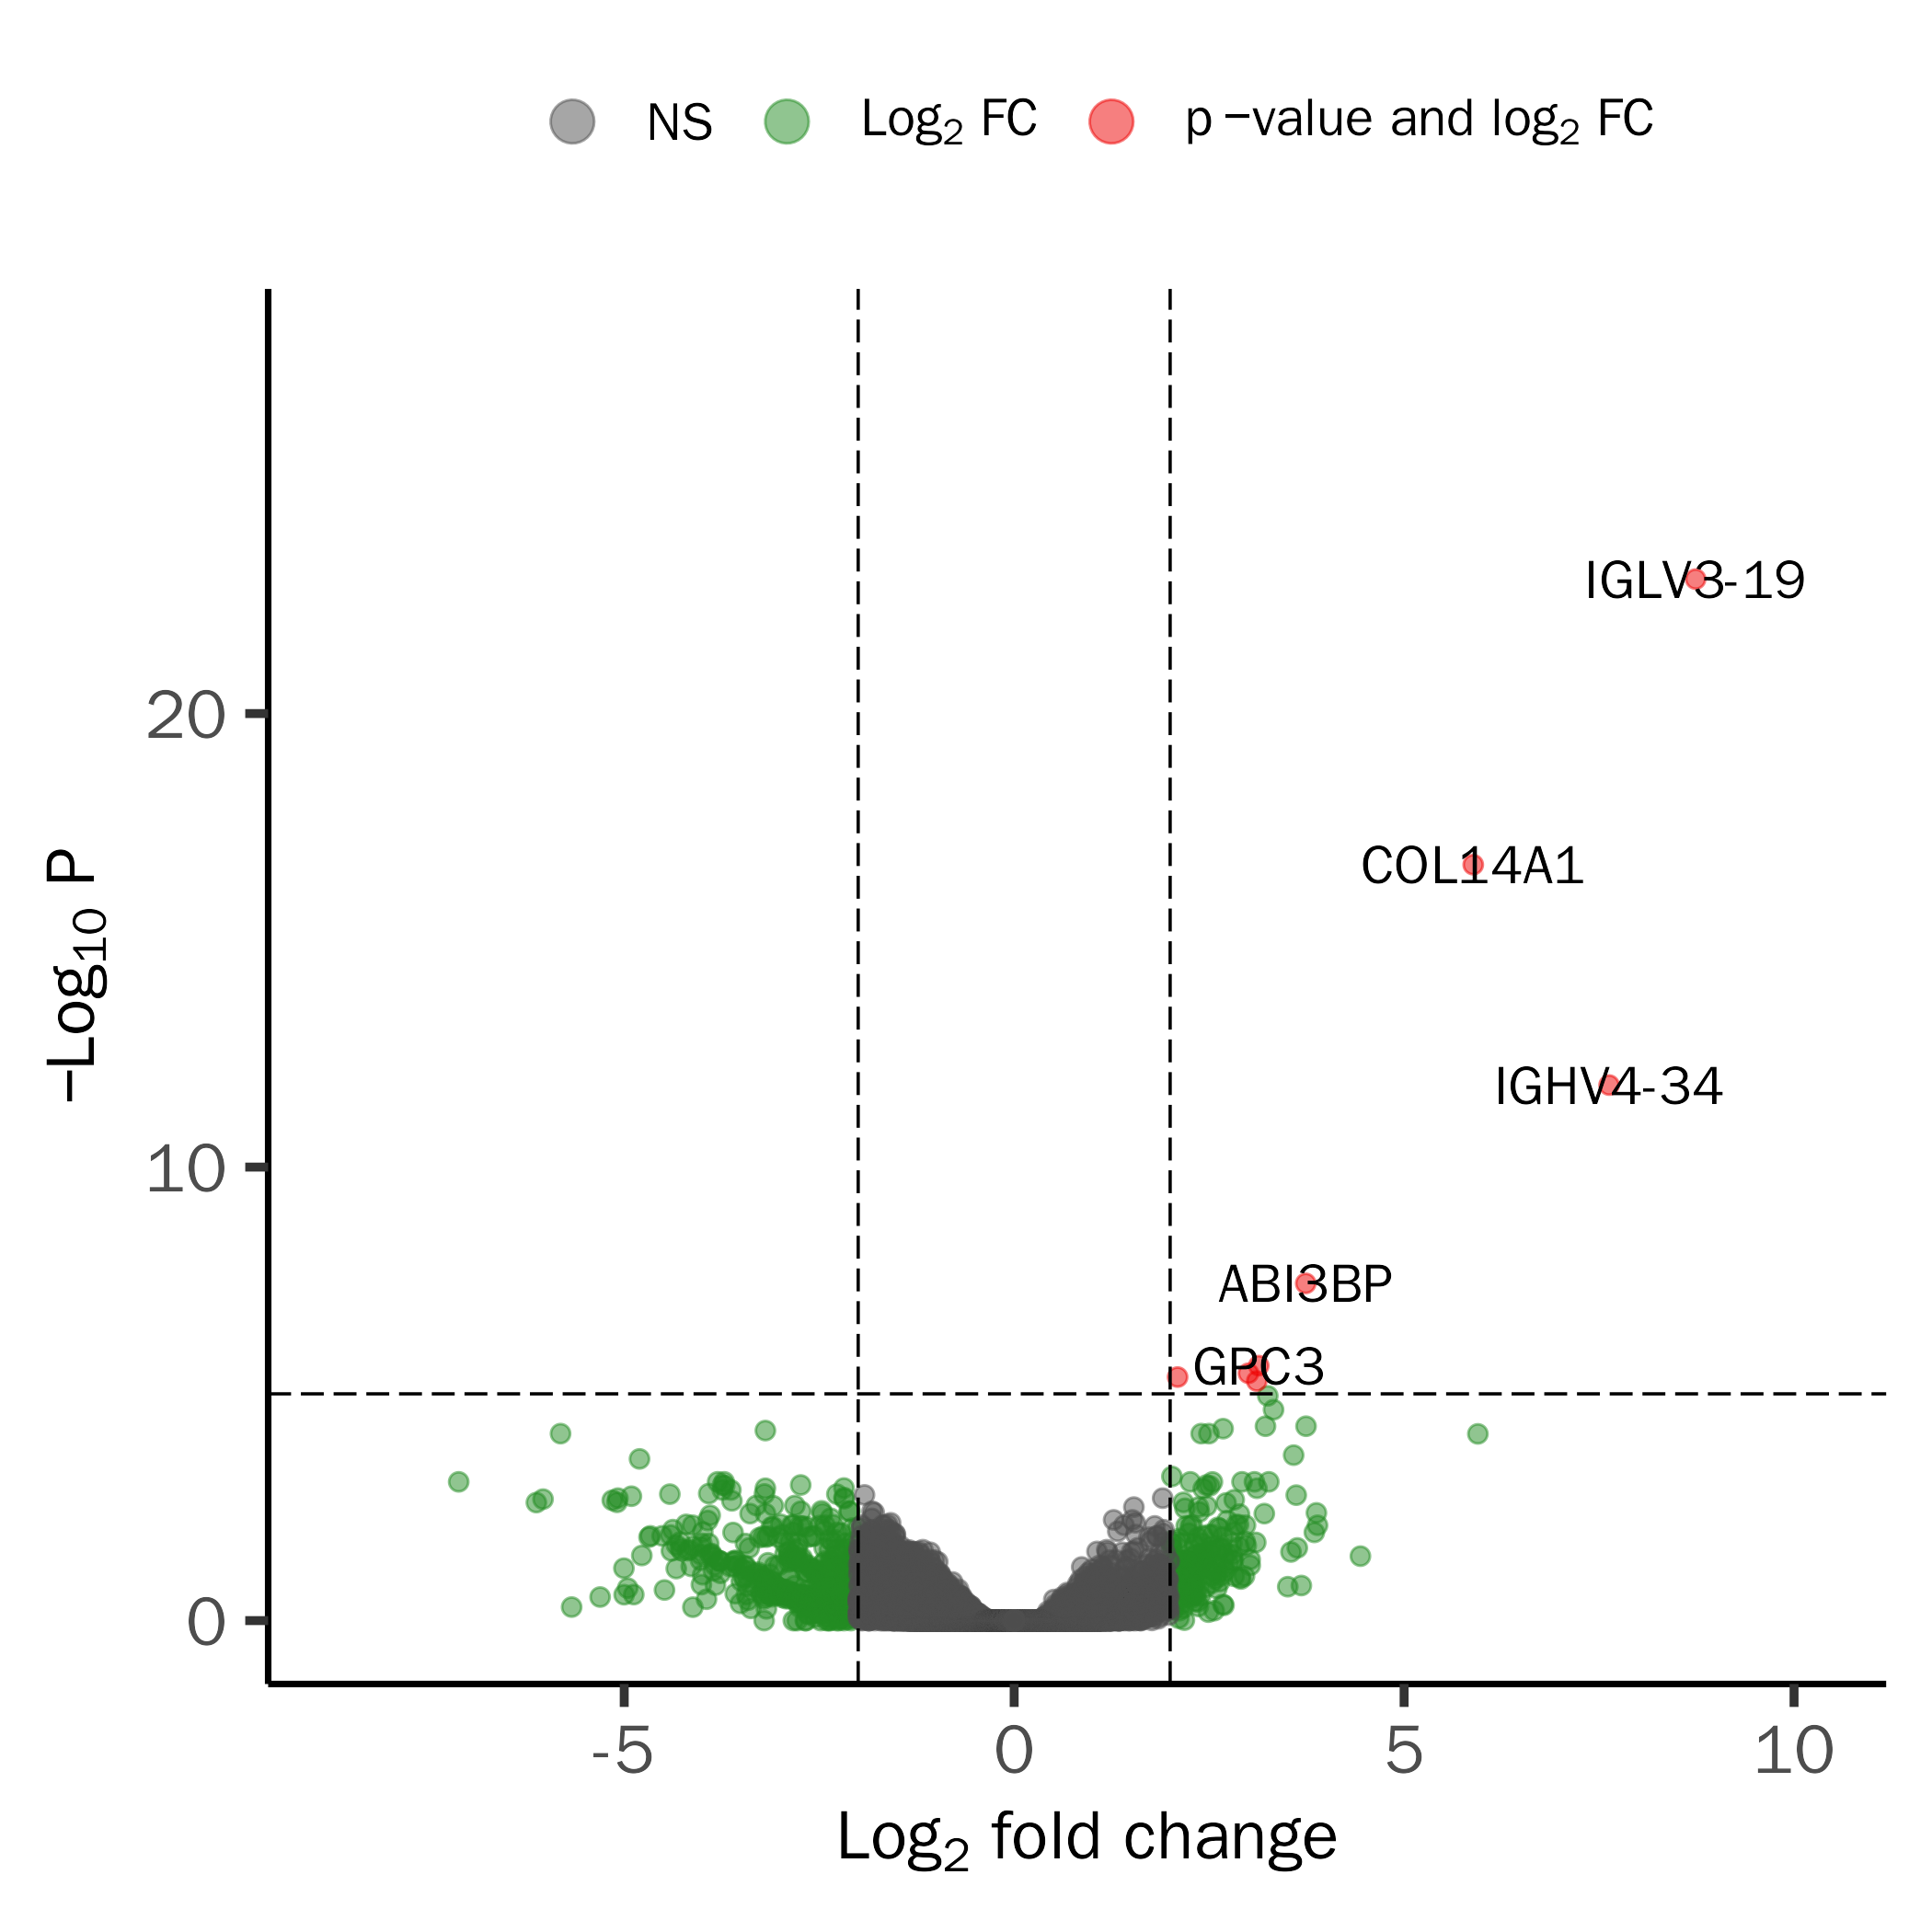 NS Log₂ FC p −value and log₂ FC
IGLV3-19
20
COL14A1
−Log₁₀ P
IGHV4-34
10
ABI3BP
GPC3
0
-5 0 5 10
Log₂ fold change